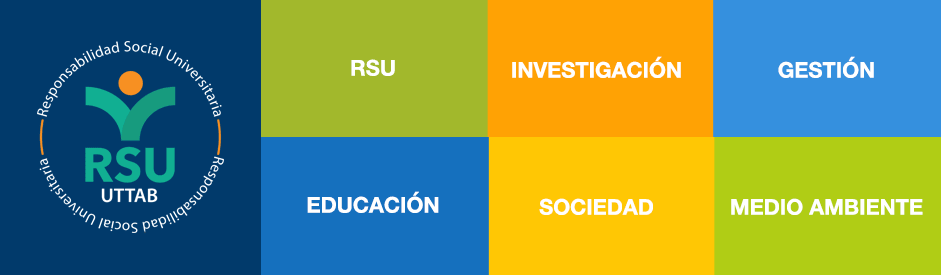 Responsabilidad Social Universitaria
RSU
UTTAB
Responsabilidad Social Universitaria
RSU
INVESTIGACIÓN
GESTIÓN
EDUCACIÓN
SOCIEDAD
MEDIO AMBIENTE